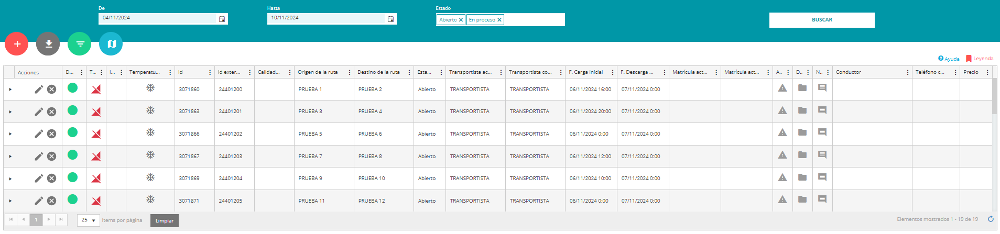 De Hasta Estado
04/11/2024 10/11/2024 Abierto En proceso BUSCAR
Ayuda Leyenda
Acciones D... T... I... Temperatu... Id Id exter... Calidad... Origen de la ruta Destino de la ruta Esta... Transportista ac... Transportista co... F. Carga inicial F. Descarga ... Matrícula act... Matrícula act... A.. D.. N.. Conductor Teléfono c... Precio
3071860 24401200 PRUEBA 1 PRUEBA 2 Abierto TRANSPORTISTA TRANSPORTISTA 06/11/2024 16:00 07/11/2024 0:00
3071863 24401201 PRUEBA 3 PRUEBA 4 Abierto TRANSPORTISTA TRANSPORTISTA 06/11/2024 20:00 07/11/2024 0:00
3071866 24401202 PRUEBA 5 PRUEBA 6 Abierto TRANSPORTISTA TRANSPORTISTA 06/11/2024 0:00 07/11/2024 0:00
3071867 24401203 PRUEBA 7 PRUEBA 8 Abierto TRANSPORTISTA TRANSPORTISTA 06/11/2024 12:00 07/11/2024 0:00
3071869 24401204 PRUEBA 9 PRUEBA 10 Abierto TRANSPORTISTA TRANSPORTISTA 06/11/2024 10:00 07/11/2024 0:00
3071871 24401205 PRUEBA 11 PRUEBA 12 Abierto TRANSPORTISTA TRANSPORTISTA 06/11/2024 0:00 07/11/2024 0:00
1 25 Items por página Limpiar Elementos mostrados 1 - 19 de 19